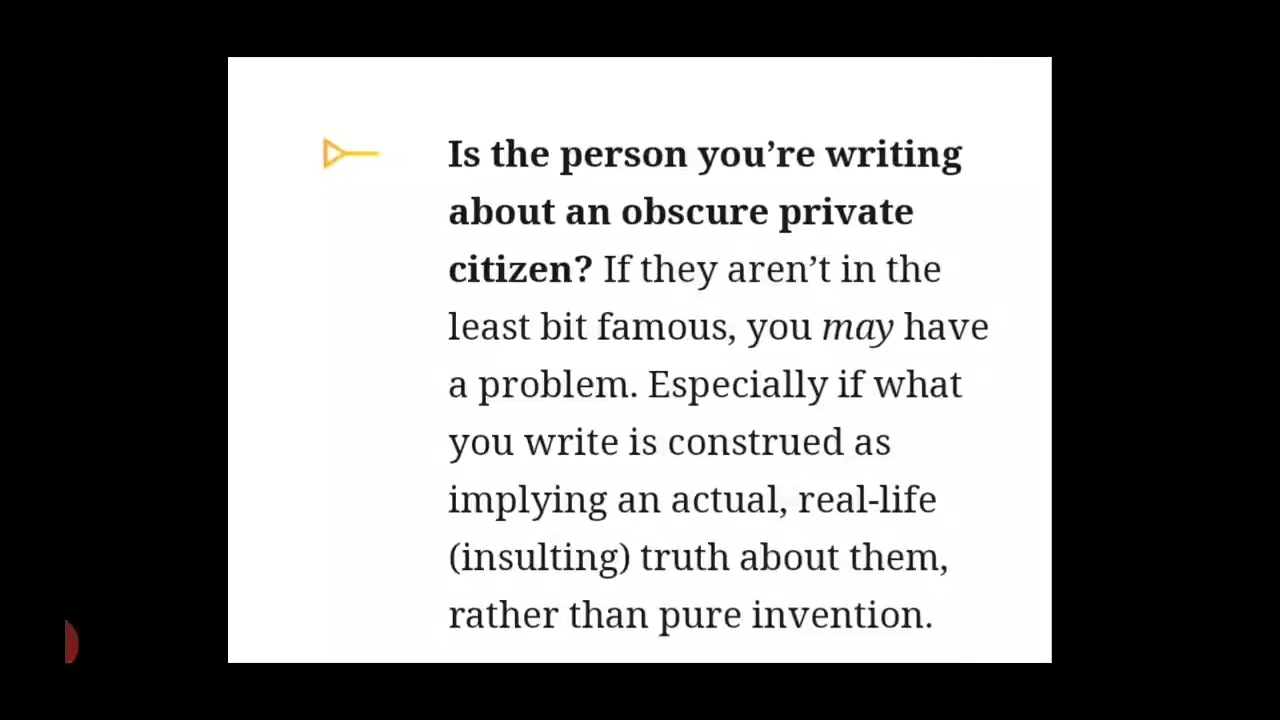 Is the person you’re writing
about an obscure private
citizen? If they aren’t in the
least bit famous, you may have
a problem. Especially if what
you write is construed as
implying an actual, real-life
(insulting) truth about them,
rather than pure invention.